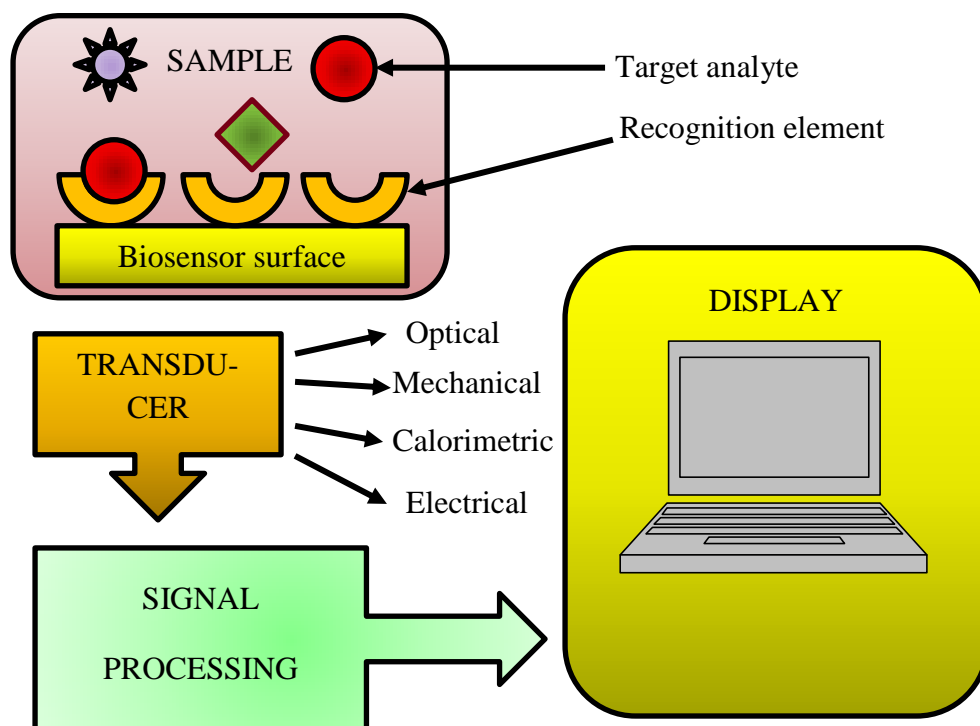 SAMPLE
Target analyte
Recognition element
Biosensor surface
DISPLAY
TRANSDU-
CER
Optical
Mechanical
Calorimetric
Electrical
SIGNAL
PROCESSING